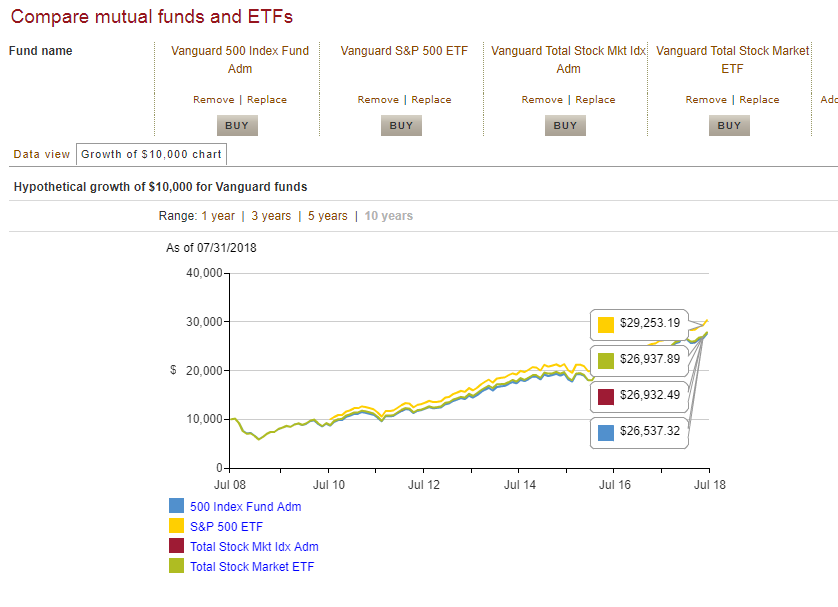 Compare mutual funds and ETFs
Fund name
Vanguard 500 Index Fund Adm
Vanguard S&P 500 ETF
Vanguard Total Stock Mkt Idx Adm
Vanguard Total Stock Market ETF
Remove | Replace
Remove | Replace
Remove | Replace
Remove | Replace
BUY
BUY
BUY
BUY
Data view
Growth of $10,000 chart
Hypothetical growth of $10,000 for Vanguard funds
Range: 1 year | 3 years | 5 years | 10 years
As of 07/31/2018
40,000
30,000
$ 20,000
10,000
0
$29,253.19
$26,937.89
$26,932.49
$26,537.32
Jul 08 Jul 10 Jul 12 Jul 14 Jul 16 Jul 18
500 Index Fund Adm
S&P 500 ETF
Total Stock Mkt Idx Adm
Total Stock Market ETF